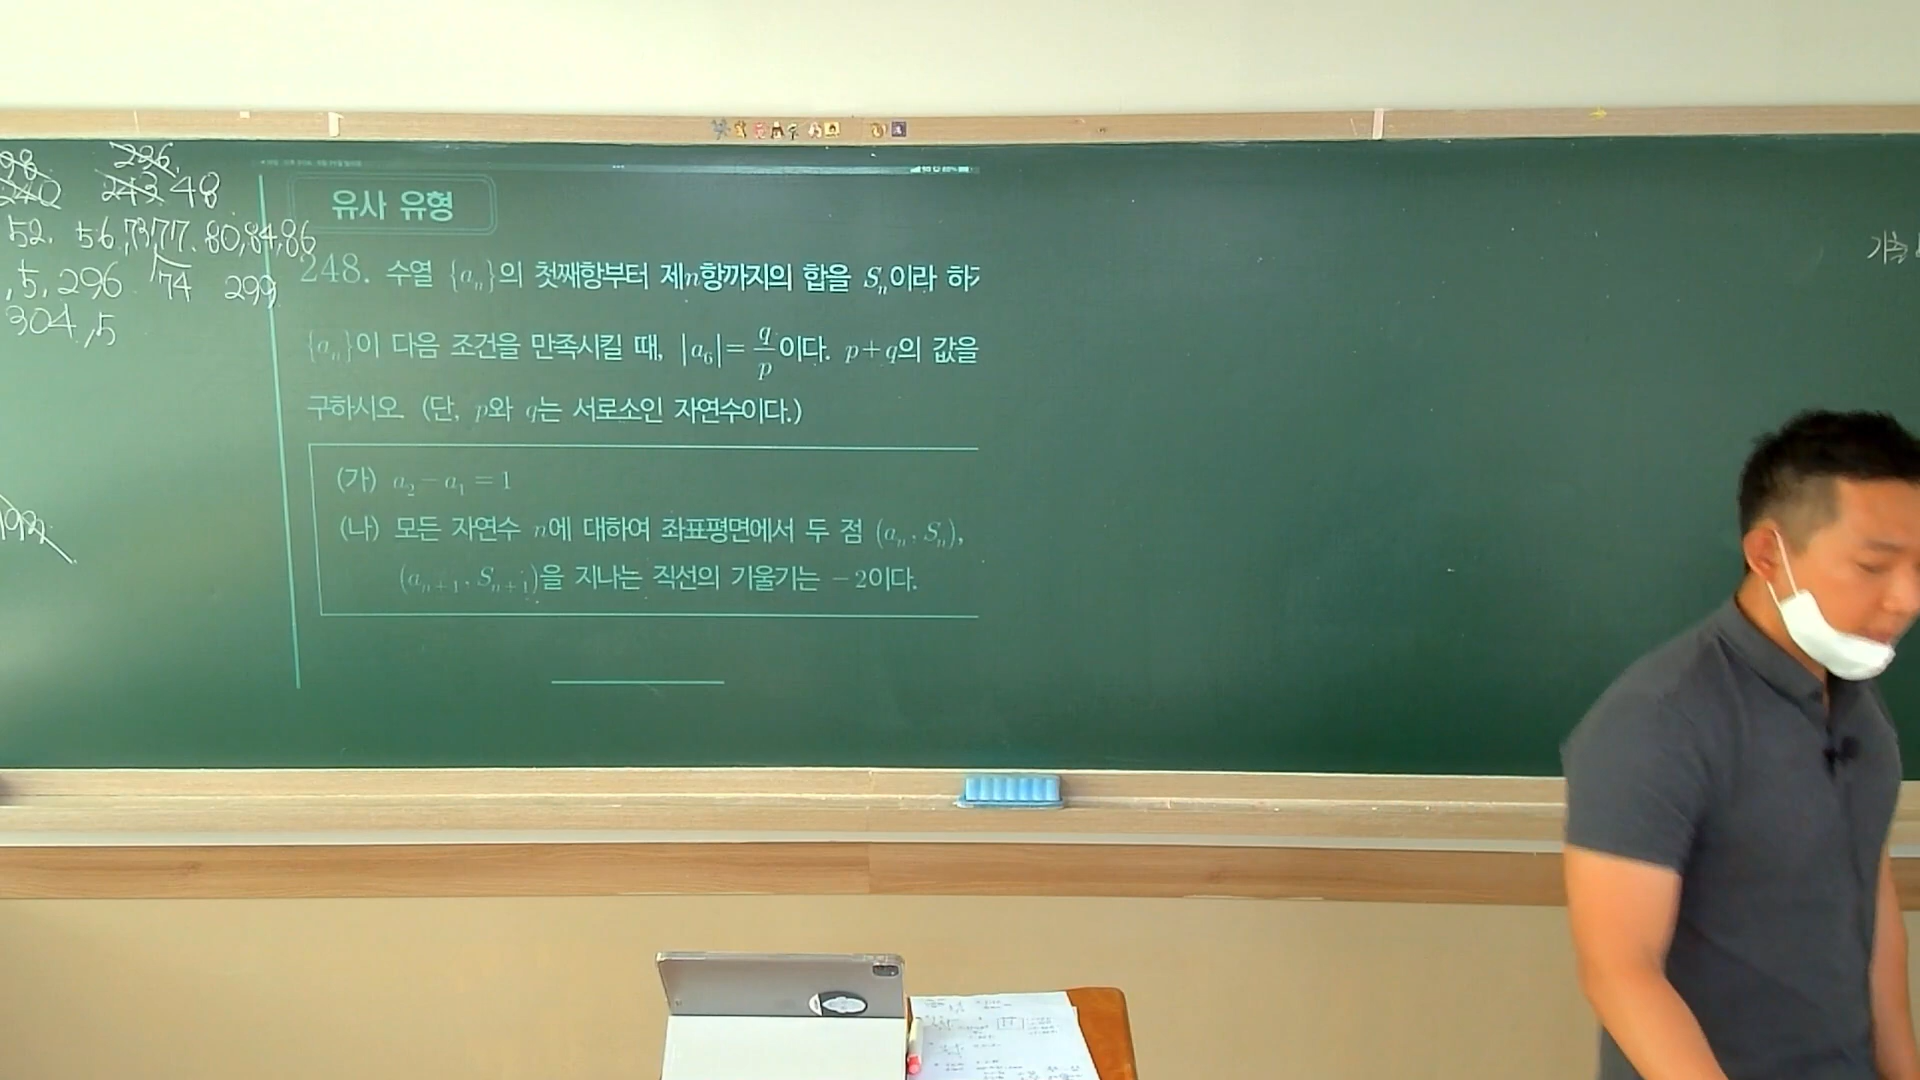 226
240 243 48
52. 56, 73, 77. 80, 84, 86
, 5, 296 74 299
304, 5
192
유사 유형
248. 수열 {aₙ}의 첫째항부터 제n항까지의 합을 Sₙ이라 하
{aₙ}이 다음 조건을 만족시킬 때, |a₆| = q/p 이다. p+q의 값을
구하시오. (단, p와 q는 서로소인 자연수이다.)
(가) a₂ − a₁ = 1
(나) 모든 자연수 n에 대하여 좌표평면에서 두 점 (aₙ, Sₙ),
(aₙ₊₁, Sₙ₊₁)을 지나는 직선의 기울기는 −2이다.